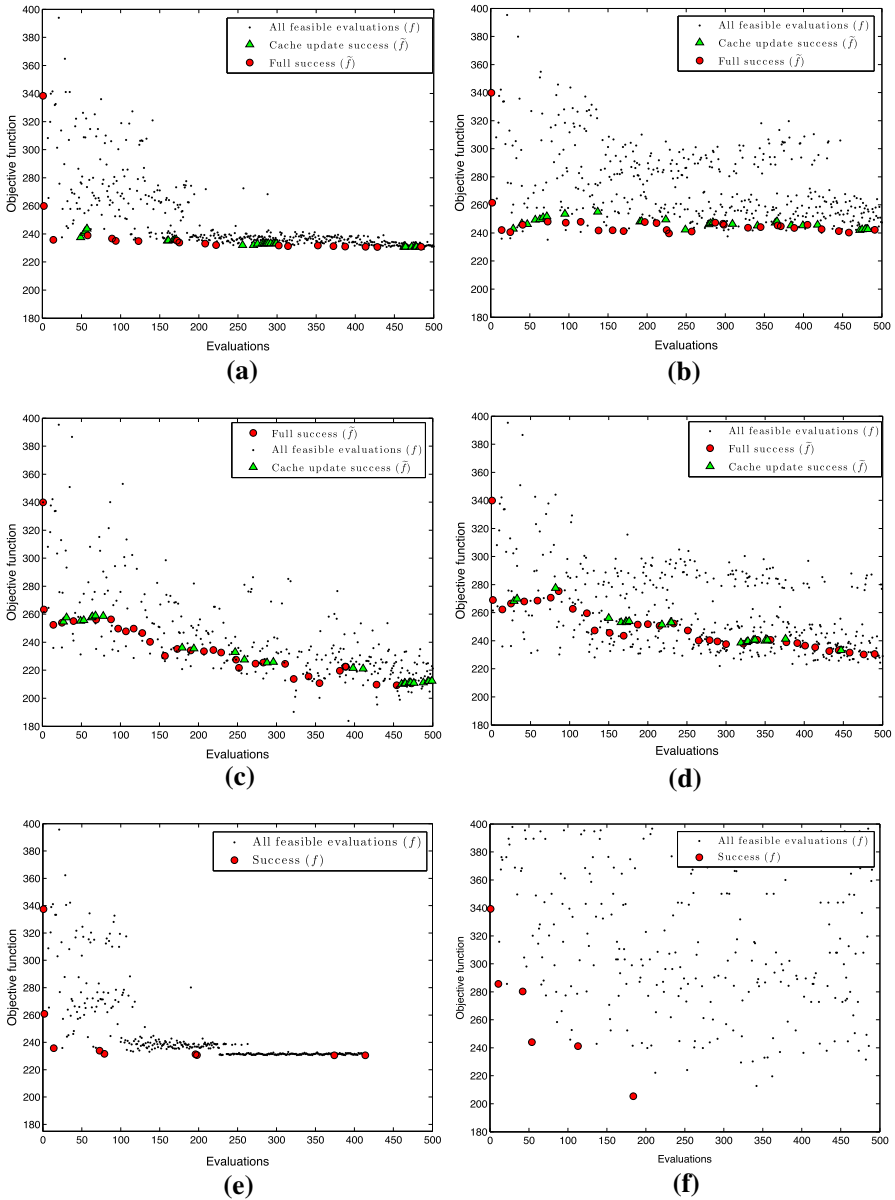 400
380
360
340
320
300
280
260
240
220
200
180
Objective function
All feasible evaluations (f)
Cache update success (f̃)
Full success (f̃)
0 50 100 150 200 250 300 350 400 450 500
Evaluations
(a)
400
380
360
340
320
300
280
260
240
220
200
180
Objective function
All feasible evaluations (f)
Cache update success (f̃)
Full success (f̃)
0 50 100 150 200 250 300 350 400 450 500
Evaluations
(b)
400
380
360
340
320
300
280
260
240
220
200
180
Objective function
Full success (f̃)
All feasible evaluations (f)
Cache update success (f̃)
0 50 100 150 200 250 300 350 400 450 500
Evaluations
(c)
400
380
360
340
320
300
280
260
240
220
200
180
Objective function
All feasible evaluations (f)
Full success (f̃)
Cache update success (f̃)
0 50 100 150 200 250 300 350 400 450 500
Evaluations
(d)
400
380
360
340
320
300
280
260
240
220
200
180
Objective function
All feasible evaluations (f)
Success (f)
0 50 100 150 200 250 300 350 400 450 500
Evaluations
(e)
400
380
360
340
320
300
280
260
240
220
200
180
Objective function
All feasible evaluations (f)
Success (f)
0 50 100 150 200 250 300 350 400 450 500
Evaluations
(f)